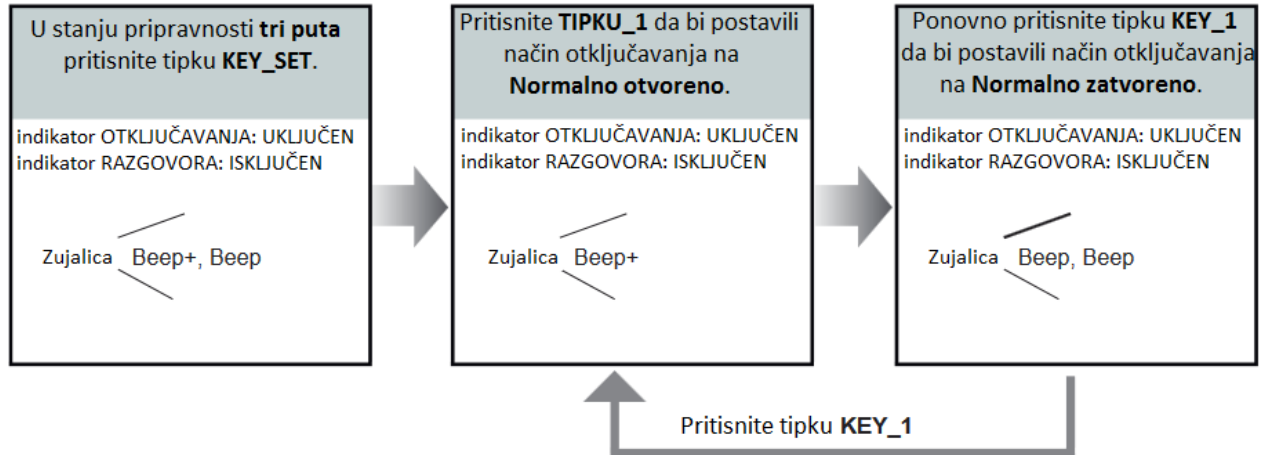 U stanju pripravnosti tri puta
pritisnite tipku KEY_SET.
indikator OTKLJUČAVANJA: UKLJUČEN
indikator RAZGOVORA: ISKLJUČEN
Zujalica Beep+, Beep
Pritisnite TIPKU_1 da bi postavili
način otključavanja na
Normalno otvoreno.
indikator OTKLJUČAVANJA: UKLJUČEN
indikator RAZGOVORA: ISKLJUČEN
Zujalica Beep+
Ponovno pritisnite tipku KEY_1
da bi postavili način otključavanja
na Normalno zatvoreno.
indikator OTKLJUČAVANJA: UKLJUČEN
indikator RAZGOVORA: ISKLJUČEN
Zujalica Beep, Beep
Pritisnite tipku KEY_1